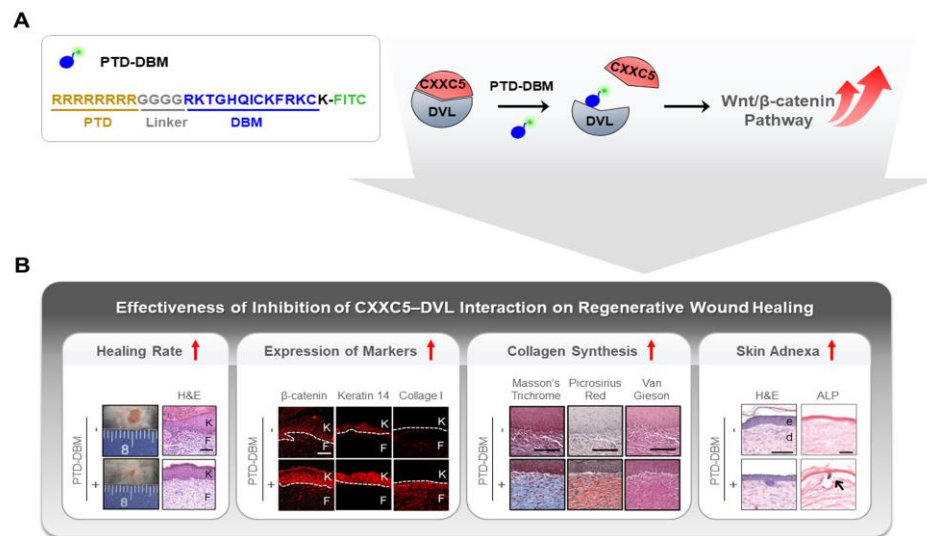 A
PTD-DBM
RRRRRRRRGGGGRKTGHQICKFRKCK-FITC
PTD Linker DBM
CXXC5
DVL
PTD-DBM
CXXC5
DVL
Wnt/β-catenin
Pathway
B
Effectiveness of Inhibition of CXXC5–DVL Interaction on Regenerative Wound Healing
Healing Rate
H&E
PTD-DBM
-
+
8
8
K
F
K
F
Expression of Markers
β-catenin Keratin 14 Collage I
PTD-DBM
-
+
K
F
K
F
Collagen Synthesis
Masson's
Trichrome
Picrosirius
Red
Van
Gieson
PTD-DBM
-
+
Skin Adnexa
H&E ALP
PTD-DBM
-
+
e
d